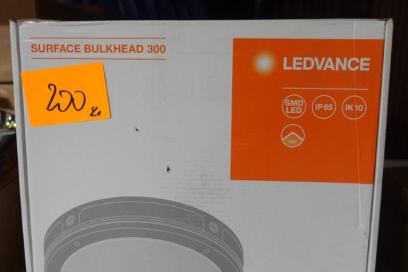 SURFACE BULKHEAD 300
LEDVANCE
200
SMD
LED
IP65
IK10